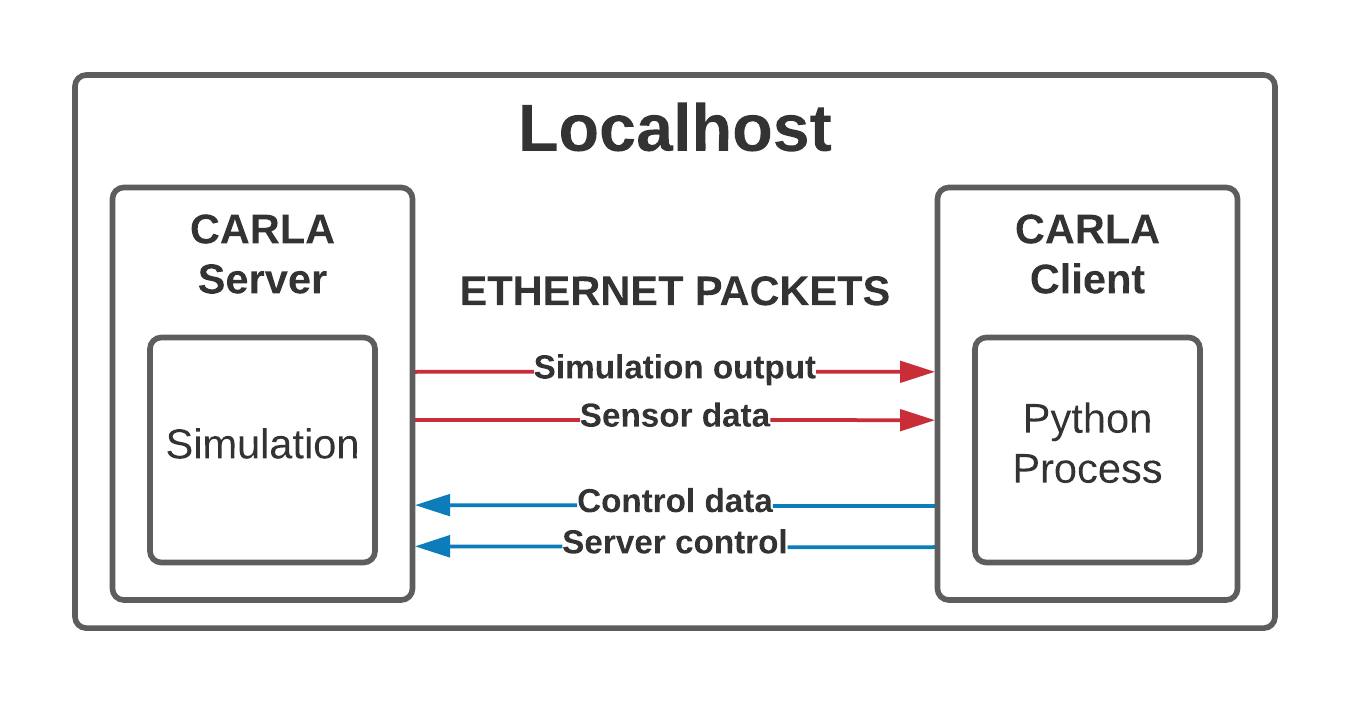 Localhost
CARLA
Server
Simulation
ETHERNET PACKETS
Simulation output
Sensor data
Control data
Server control
CARLA
Client
Python
Process